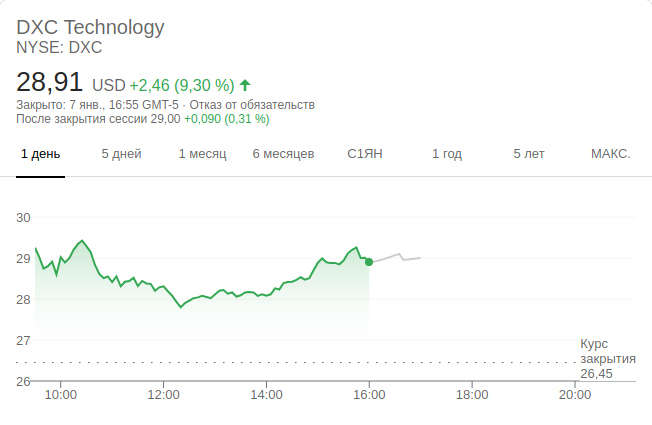 DXC Technology
NYSE: DXC
28,91 USD +2,46 (9,30 %)
Закрыто: 7 янв., 16:55 GMT-5 · Отказ от обязательств
После закрытия сессии 29,00 +0,090 (0,31 %)
1 день 5 дней 1 месяц 6 месяцев С1ЯН 1 год 5 лет МАКС.
30
29
28
27
26
Курс
закрытия
26,45
10:00 12:00 14:00 16:00 18:00 20:00